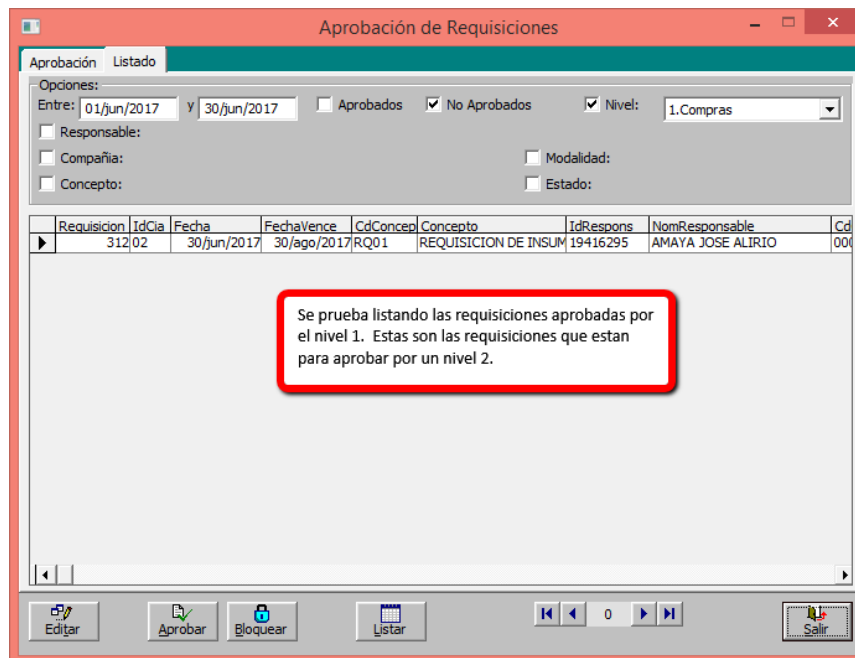 Aprobación de Requisiciones
Aprobación Listado
Opciones:
Entre: 01/jun/2017 y 30/jun/2017 Aprobados No Aprobados Nivel: 1.Compras
Responsable:
Compañia: Modalidad:
Concepto: Estado:
Requisicion IdCia Fecha FechaVence CdConcep Concepto IdRespons NomResponsable Cd
312 02 30/jun/2017 30/ago/2017 RQ01 REQUISICION DE INSUM 19416295 AMAYA JOSE ALIRIO 000
Se prueba listando las requisiciones aprobadas por
el nivel 1. Estas son las requisiciones que estan
para aprobar por un nivel 2.
Editar Aprobar Bloquear Listar 0 Salir